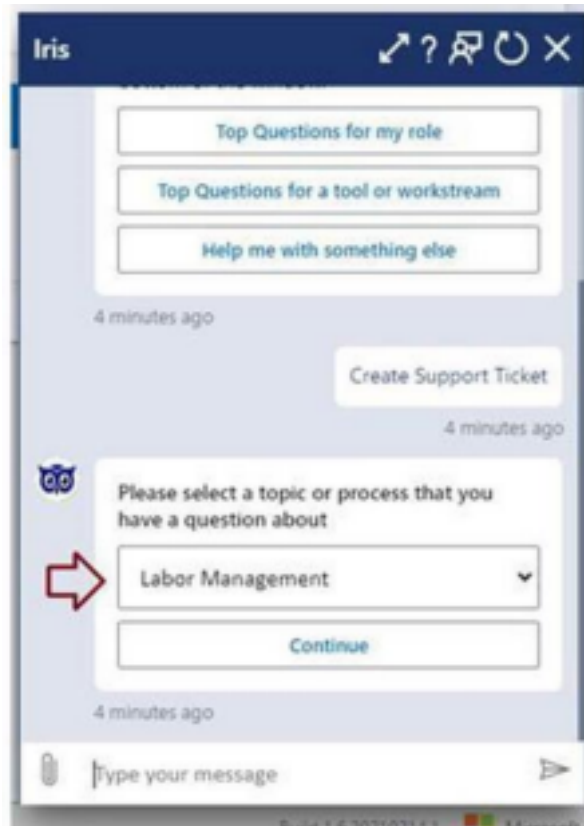 Iris
Top Questions for my role
Top Questions for a tool or workstream
Help me with something else
4 minutes ago
Create Support Ticket
4 minutes ago
Please select a topic or process that you
have a question about
Labor Management
Continue
4 minutes ago
Type your message
Microsoft